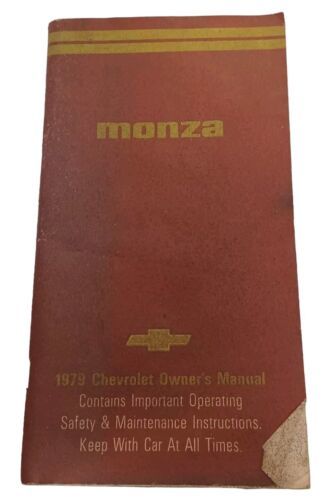 monza
1979 Chevrolet Owner's Manual
Contains Important Operating
Safety & Maintenance Instructions.
Keep With Car At All Times.